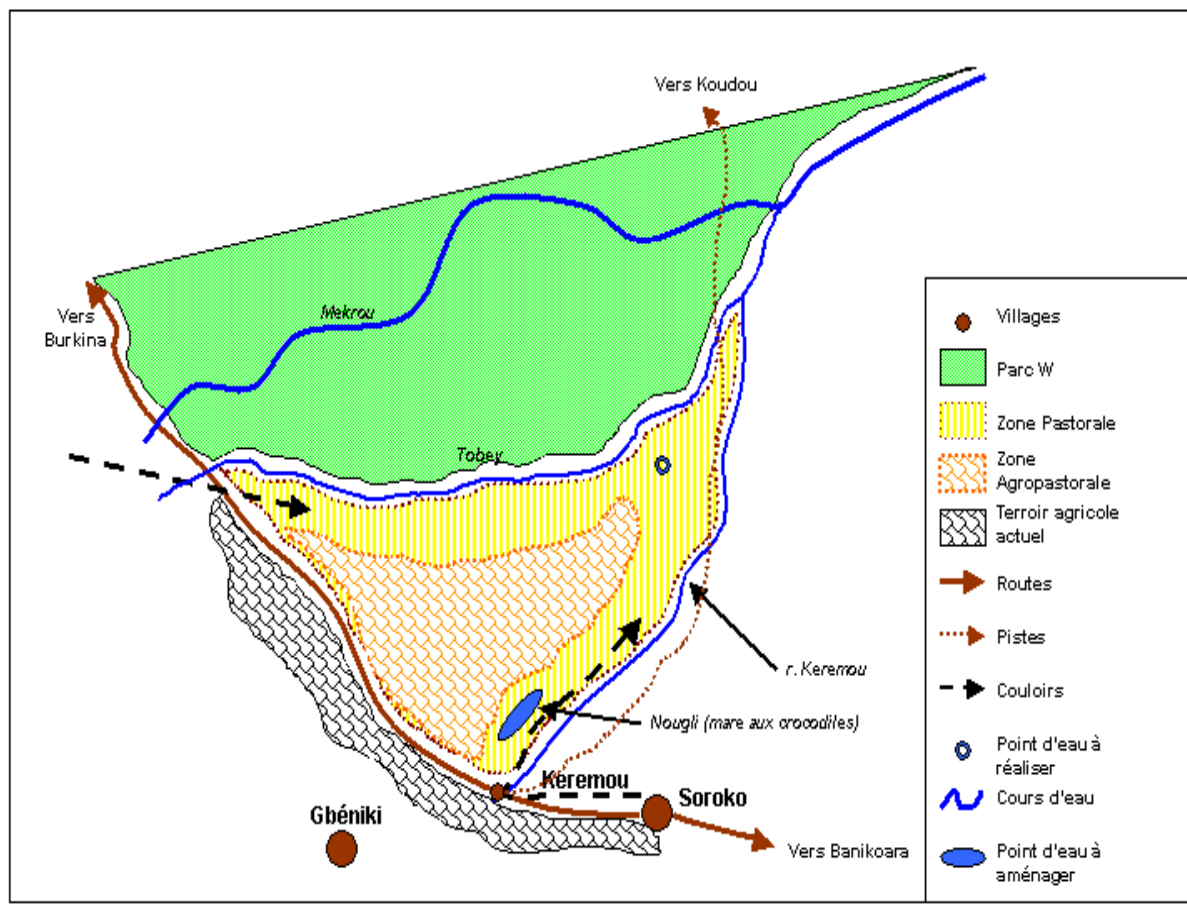 Vers Koudou
Vers
Burkina
Mekrou
Tobey
r. Keremou
Nougli (mare aux crocodiles)
Keremou
Soroko
Gbéniki
Vers Banikoara
Villages
Parc W
Zone Pastorale
Zone
Agropastorale
Terroir agricole
actuel
Routes
Pistes
Couloirs
Point d'eau à
réaliser
Cours d'eau
Point d'eau à
aménager